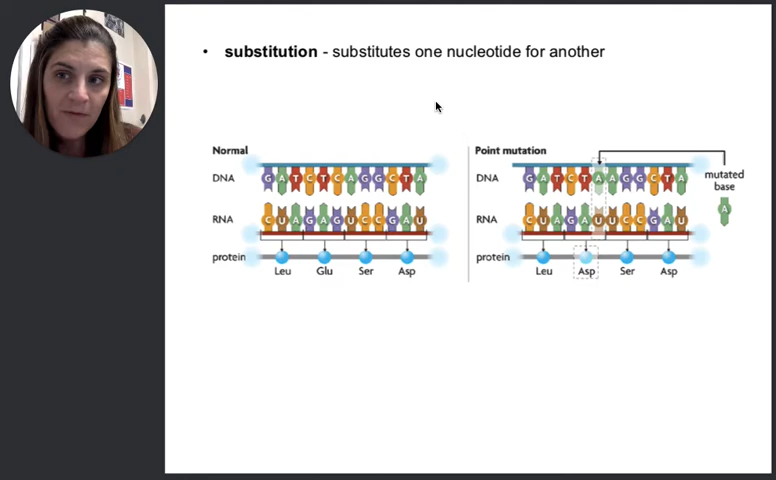 • substitution - substitutes one nucleotide for another
Normal
DNA
G A T C T C A G G C T A
RNA
C U A G A G U C C G A U
protein
Leu Glu Ser Asp
Point mutation
DNA
G A T C T A A G G C T A
RNA
C U A G A U U C C G A U
protein
Leu Asp Ser Asp
mutated
base
A